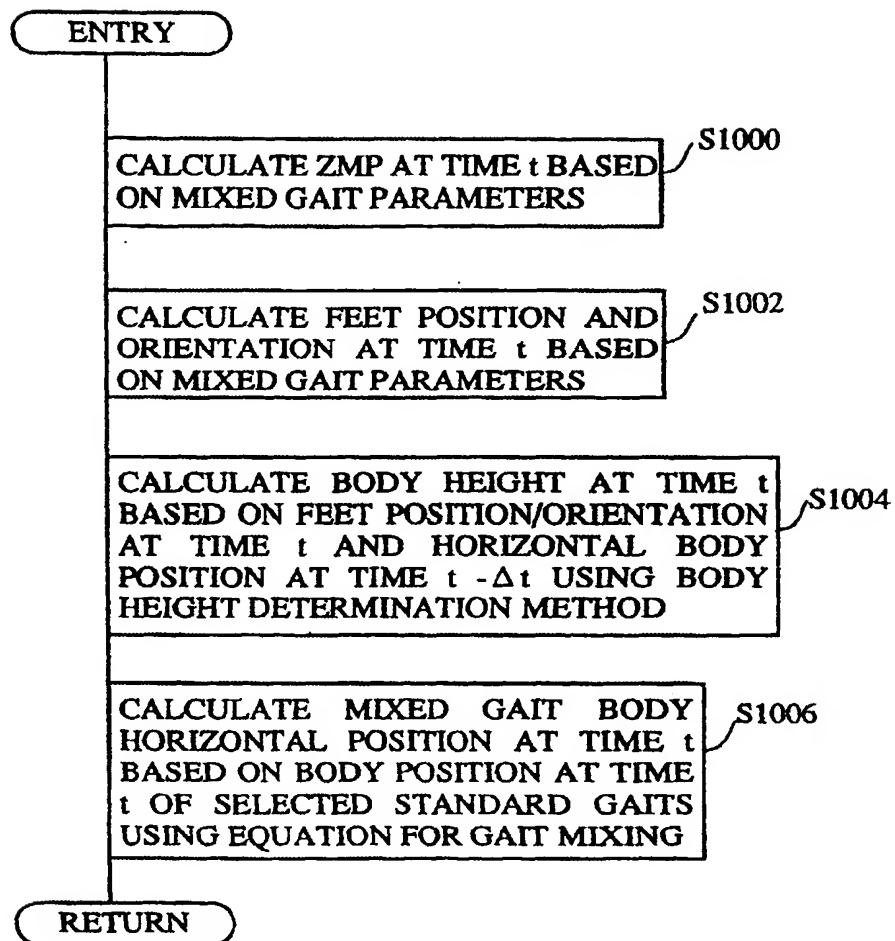 ENTRY
S1000
CALCULATE ZMP AT TIME t BASED
ON MIXED GAIT PARAMETERS
S1002
CALCULATE FEET POSITION AND
ORIENTATION AT TIME t BASED
ON MIXED GAIT PARAMETERS
S1004
CALCULATE BODY HEIGHT AT TIME t
BASED ON FEET POSITION/ORIENTATION
AT TIME t AND HORIZONTAL BODY
POSITION AT TIME t -Δt USING BODY
HEIGHT DETERMINATION METHOD
S1006
CALCULATE MIXED GAIT BODY
HORIZONTAL POSITION AT TIME t
BASED ON BODY POSITION AT TIME
t OF SELECTED STANDARD GAITS
USING EQUATION FOR GAIT MIXING
RETURN